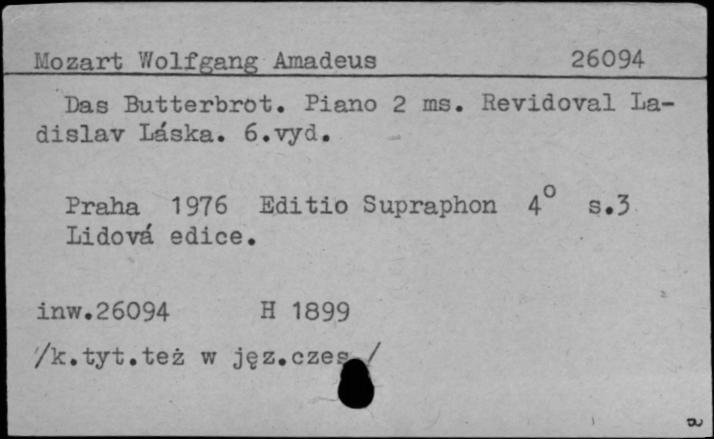 Mozart Wolfgang Amadeus 26094
Das Butterbrot. Piano 2 ms. Revidoval La-
dislav Láska. 6.vyd.
Praha 1976 Editio Supraphon 4° s.3
Lidová edice.
inw.26094 H 1899
/k.tyt.też w jęz.czes./